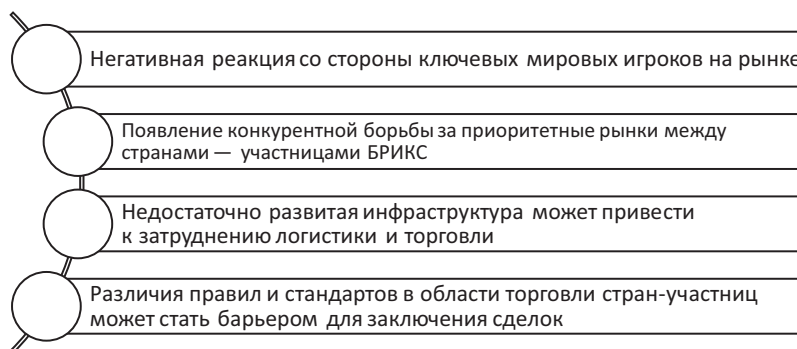 Негативная реакция со стороны ключевых мировых игроков на рынке
Появление конкурентной борьбы за приоритетные рынки между
странами — участницами БРИКС
Недостаточно развитая инфраструктура может привести
к затруднению логистики и торговли
Различия правил и стандартов в области торговли стран-участниц
может стать барьером для заключения сделок